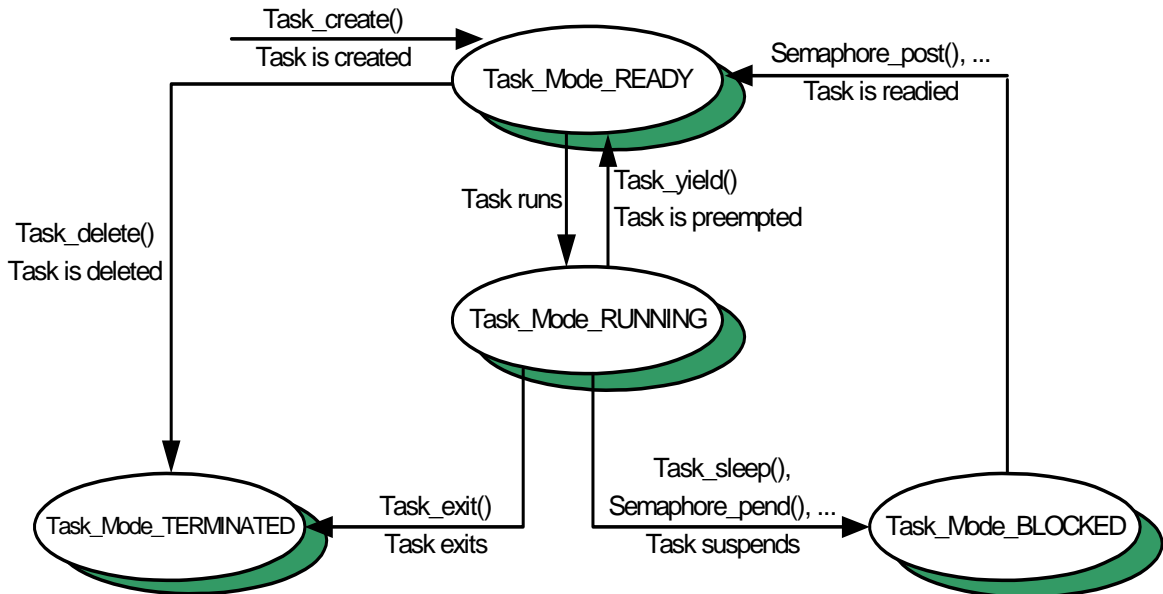 Task_create()
Task is created
Task_Mode_READY
Semaphore_post(), ...
Task is readied
Task runs
Task_yield()
Task is preempted
Task_delete()
Task is deleted
Task_Mode_RUNNING
Task_sleep(),
Semaphore_pend(), ...
Task suspends
Task_exit()
Task exits
Task_Mode_TERMINATED
Task_Mode_BLOCKED